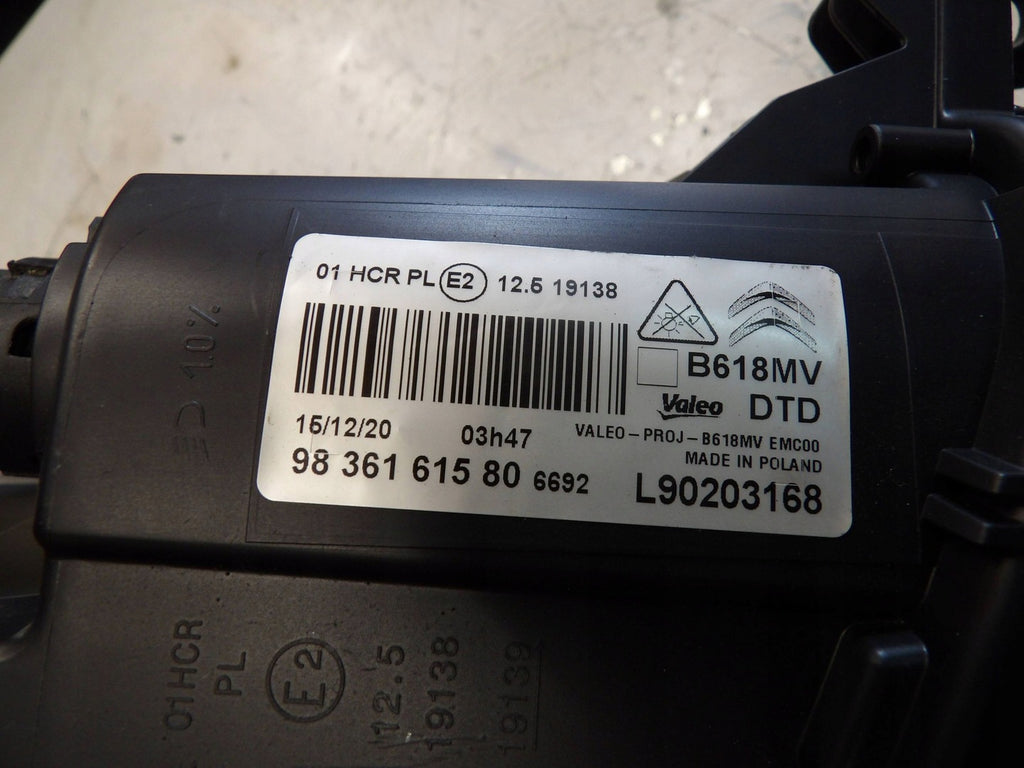 01 HCR PL E2 12.5 19138
B618MV
Valeo DTD
15/12/20 03h47 VALEO-PROJ-B618MV EMC00
MADE IN POLAND
98 361 615 80 6692 L90203168
1.0%
01HCR
PL
E2
12.5
19138
19139